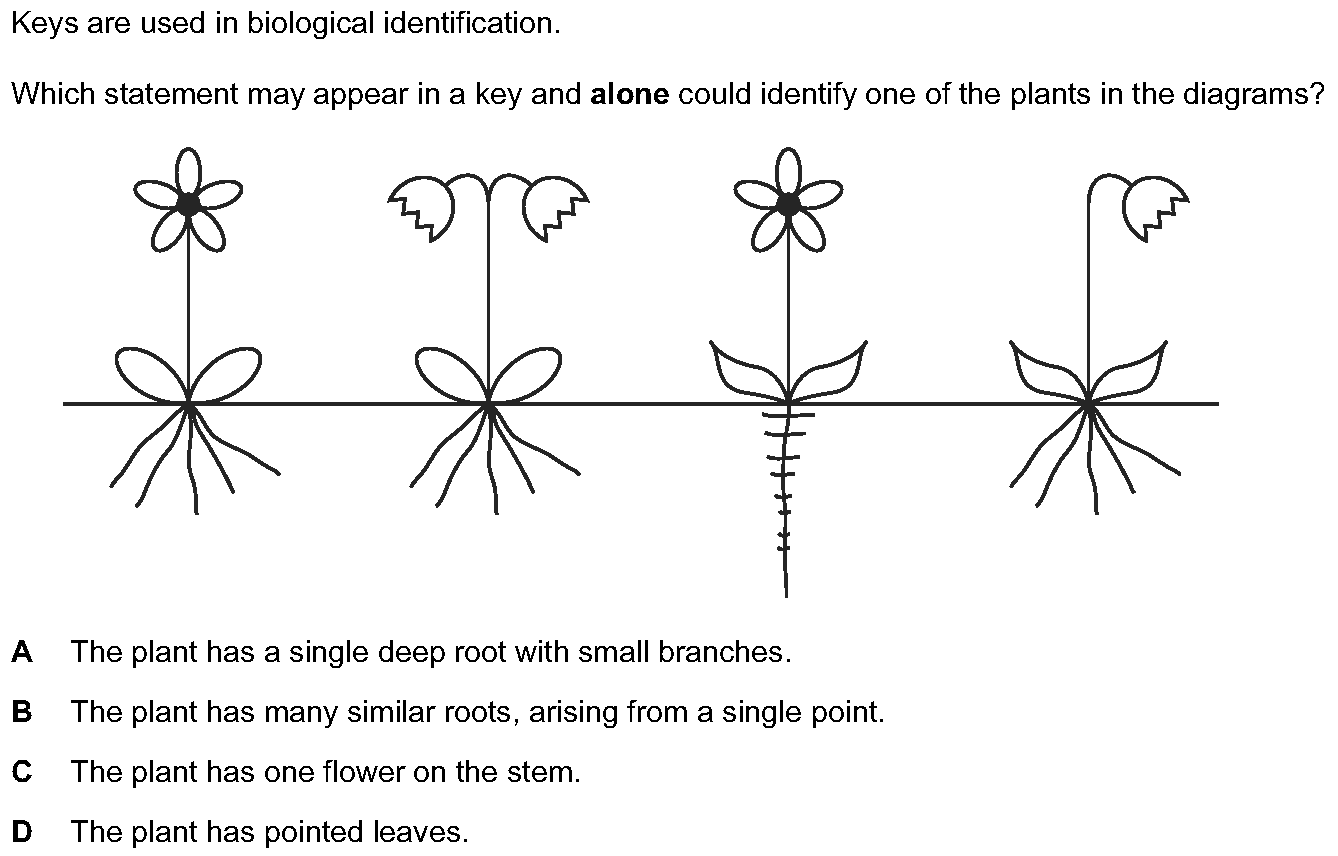 Keys are used in biological identification.
Which statement may appear in a key and alone could identify one of the plants in the diagrams?
A The plant has a single deep root with small branches.
B The plant has many similar roots, arising from a single point.
C The plant has one flower on the stem.
D The plant has pointed leaves.